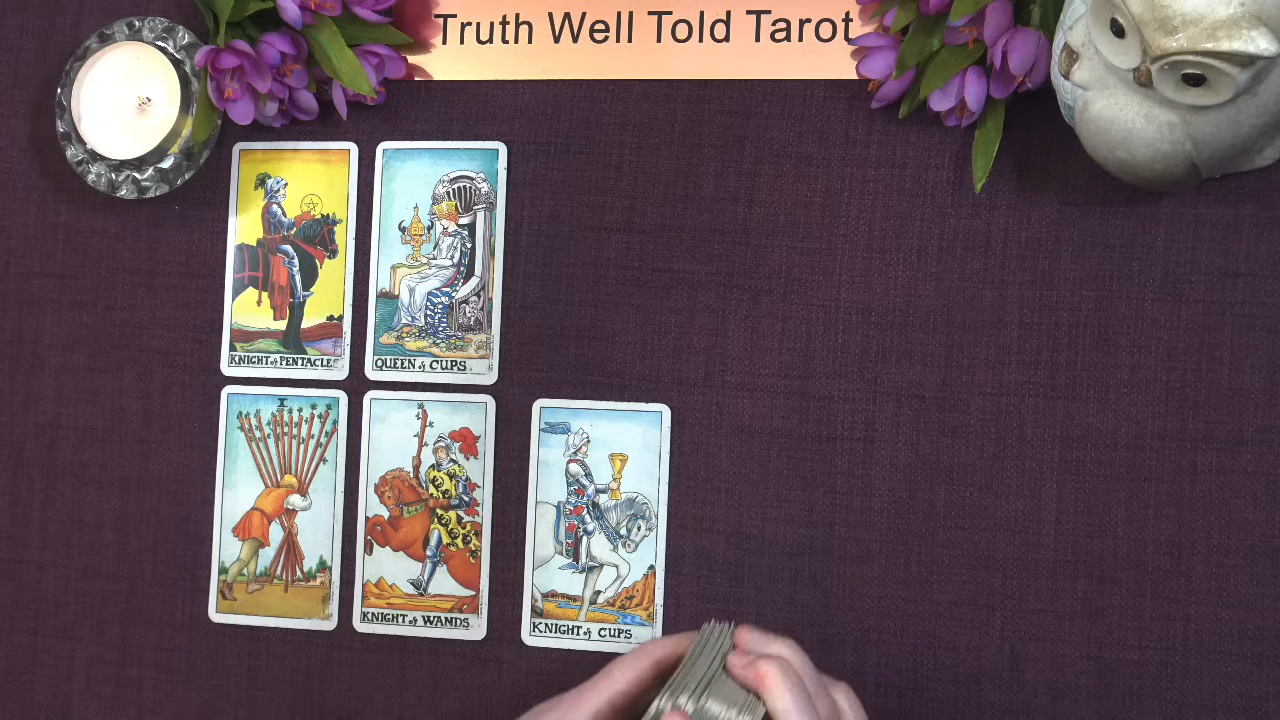 Truth Well Told Tarot
KNIGHT of PENTACLES
QUEEN of CUPS.
X
KNIGHT of WANDS.
KNIGHT of CUPS